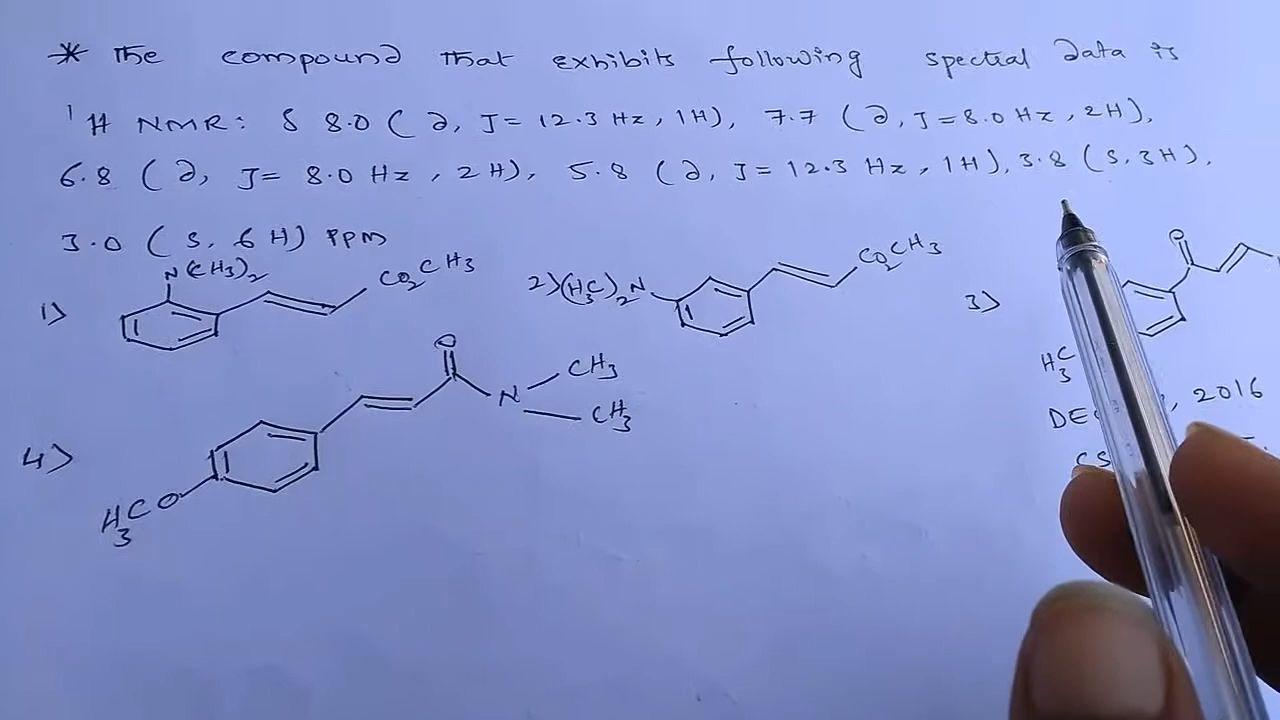 * The compound that exhibits following spectral data is
¹H NMR: δ 8.0 (d, J = 12.3 Hz, 1H), 7.7 (d, J = 8.0 Hz, 2H),
6.8 (d, J = 8.0 Hz, 2H), 5.8 (d, J = 12.3 Hz, 1H), 3.8 (s, 3H),
3.0 (s, 6H) ppm
1) N(CH₃)₂ CO₂CH₃
2) (H₃C)₂N CO₂CH₃
3) O
H₃C
, 2016
4) O N CH₃
CH₃
H₃CO